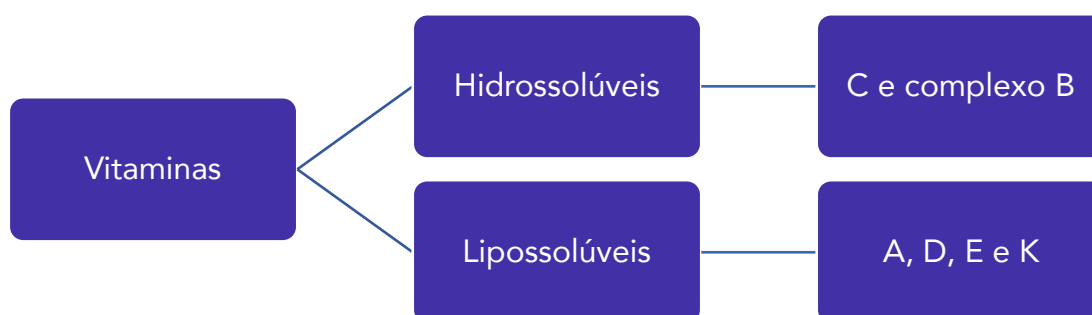 Vitaminas
Hidrossolúveis
C e complexo B
Lipossolúveis
A, D, E e K